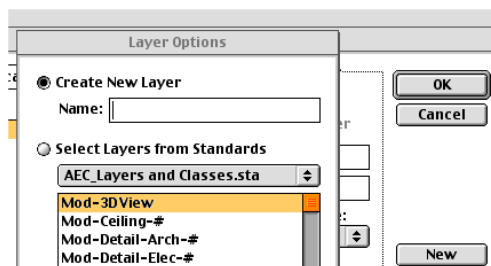 Layer Options
Create New Layer
OK
Name:
Cancel
Select Layers from Standards
AEC_Layers and Classes.sta
Mod-3DView
Mod-Ceiling-#
Mod-Detail-Arch-#
Mod-Detail-Elec-#
New